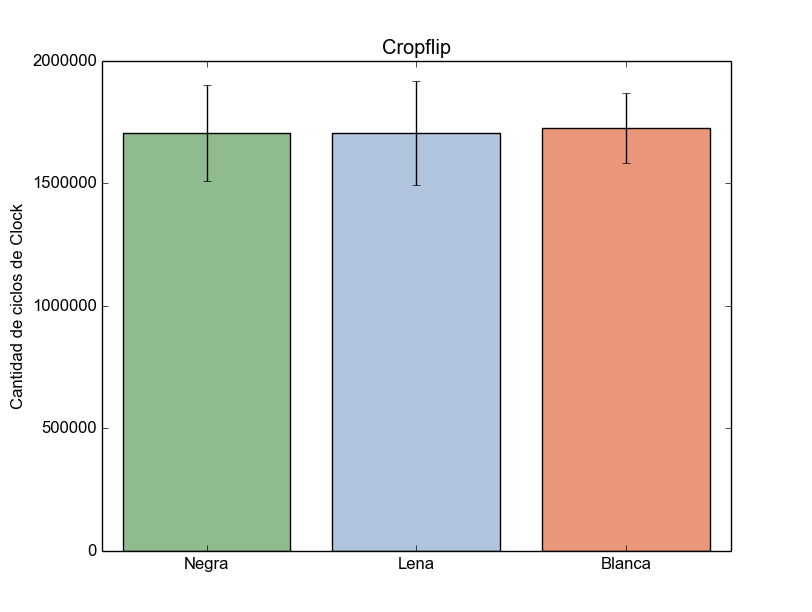 Cropflip
2000000
1500000
1000000
500000
0
Cantidad de ciclos de Clock
Negra
Lena
Blanca